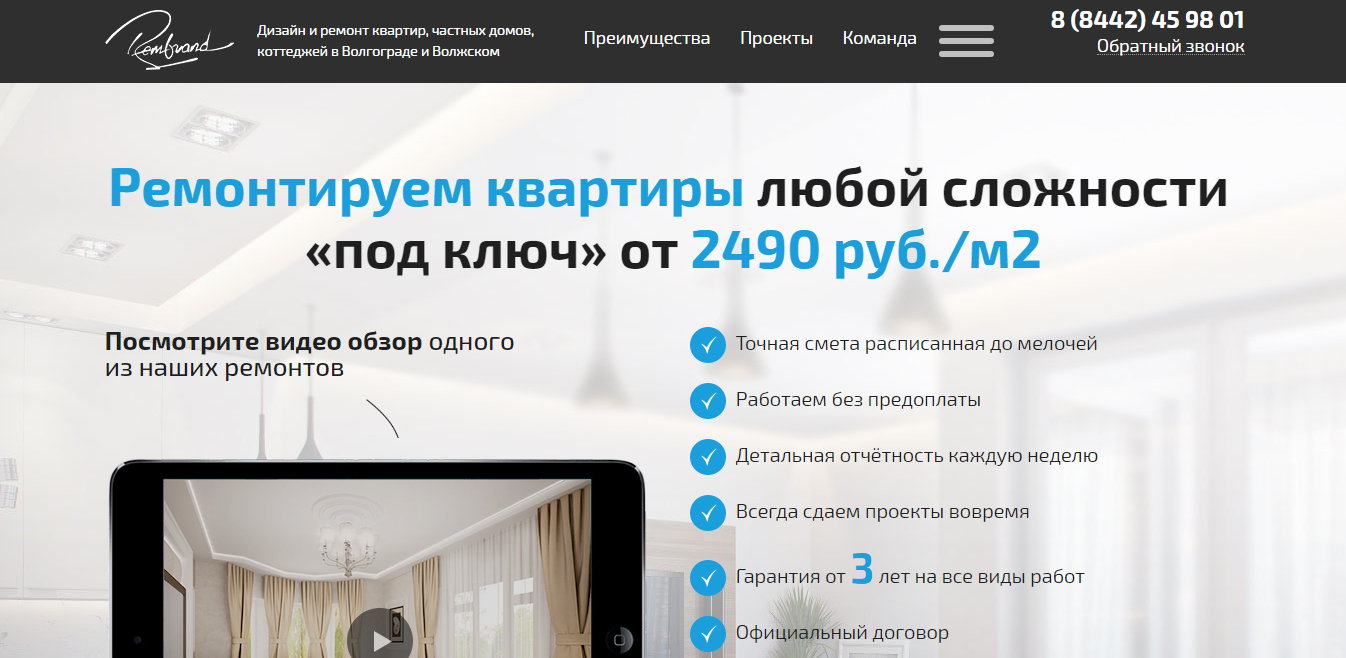 Rembrand
Дизайн и ремонт квартир, частных домов,
коттеджей в Волгограде и Волжском
Преимущества
Проекты
Команда
8 (8442) 45 98 01
Обратный звонок
Ремонтируем квартиры любой сложности
«под ключ» от 2490 руб./м2
Посмотрите видео обзор одного
из наших ремонтов
Точная смета расписанная до мелочей
Работаем без предоплаты
Детальная отчётность каждую неделю
Всегда сдаем проекты вовремя
Гарантия от 3 лет на все виды работ
Официальный договор